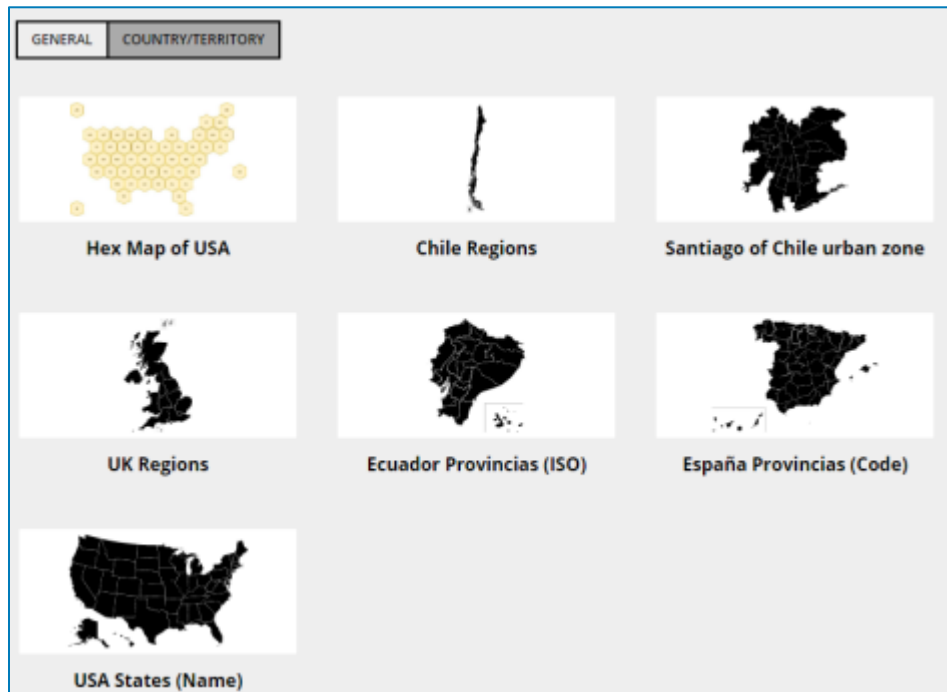 GENERAL COUNTRY/TERRITORY
Hex Map of USA Chile Regions Santiago of Chile urban zone
UK Regions Ecuador Provincias (ISO) España Provincias (Code)
USA States (Name)